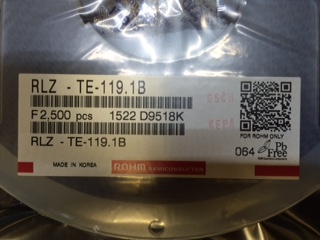 RLZ - TE-119.1B
F 2,500 pcs 1522 D9518K
RLZ - TE-119.1B
FOR ROHM ONLY
064
Pb
Free
MADE IN KOREA
ROHM
SEMICONDUCTOR